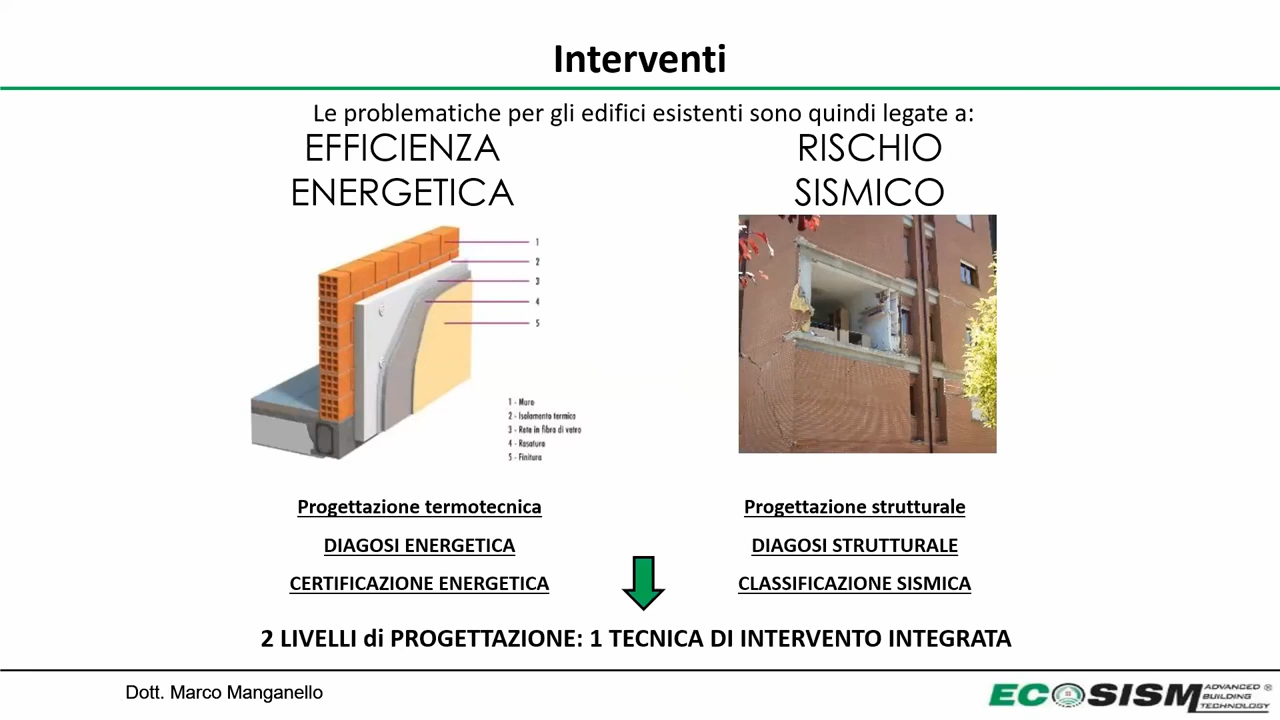 Interventi
Le problematiche per gli edifici esistenti sono quindi legate a:
EFFICIENZA
ENERGETICA
RISCHIO
SISMICO
1
2
3
4
5
1 - Muro
2 - Isolamento termico
3 - Rete in fibra di vetro
4 - Rasatura
5 - Finitura
Progettazione termotecnica
DIAGOSI ENERGETICA
CERTIFICAZIONE ENERGETICA
Progettazione strutturale
DIAGOSI STRUTTURALE
CLASSIFICAZIONE SISMICA
2 LIVELLI di PROGETTAZIONE: 1 TECNICA DI INTERVENTO INTEGRATA
Dott. Marco Manganello
ECOSISM
ADVANCED ®
BUILDING
TECHNOLOGY